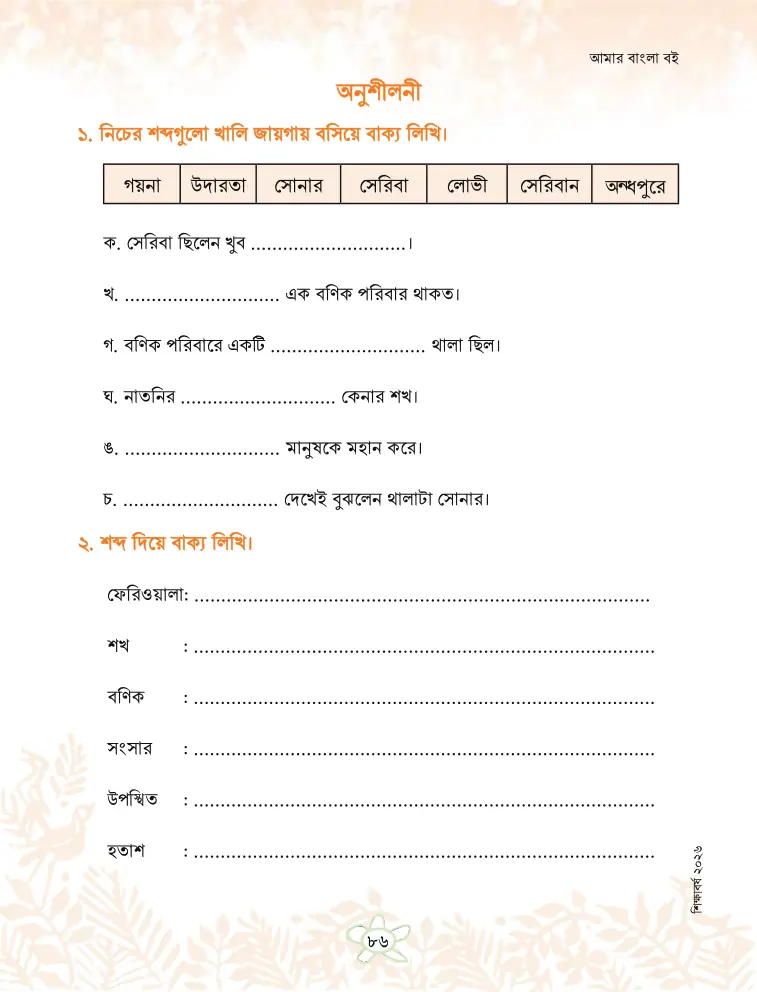 আমার বাংলা বই
অনুশীলনী
১. নিচের শব্দগুলো খালি জায়গায় বসিয়ে বাক্য লিখি।
গয়না উদারতা সোনার সেরিবা লোভী সেরিবান অন্ধপুরে
ক. সেরিবা ছিলেন খুব .............................।
খ. ............................. এক বণিক পরিবার থাকত।
গ. বণিক পরিবারে একটি ............................. থালা ছিল।
ঘ. নাতনির ............................. কেনার শখ।
ঙ. ............................. মানুষকে মহান করে।
চ. ............................. দেখেই বুঝলেন থালাটা সোনার।
২. শব্দ দিয়ে বাক্য লিখি।
ফেরিওয়ালা: .....................................................................................
শখ : ......................................................................................
বণিক : ......................................................................................
সংসার : ......................................................................................
উপস্থিত : ......................................................................................
হতাশ : ......................................................................................
শিক্ষাবর্ষ ২০২৬
৮৬